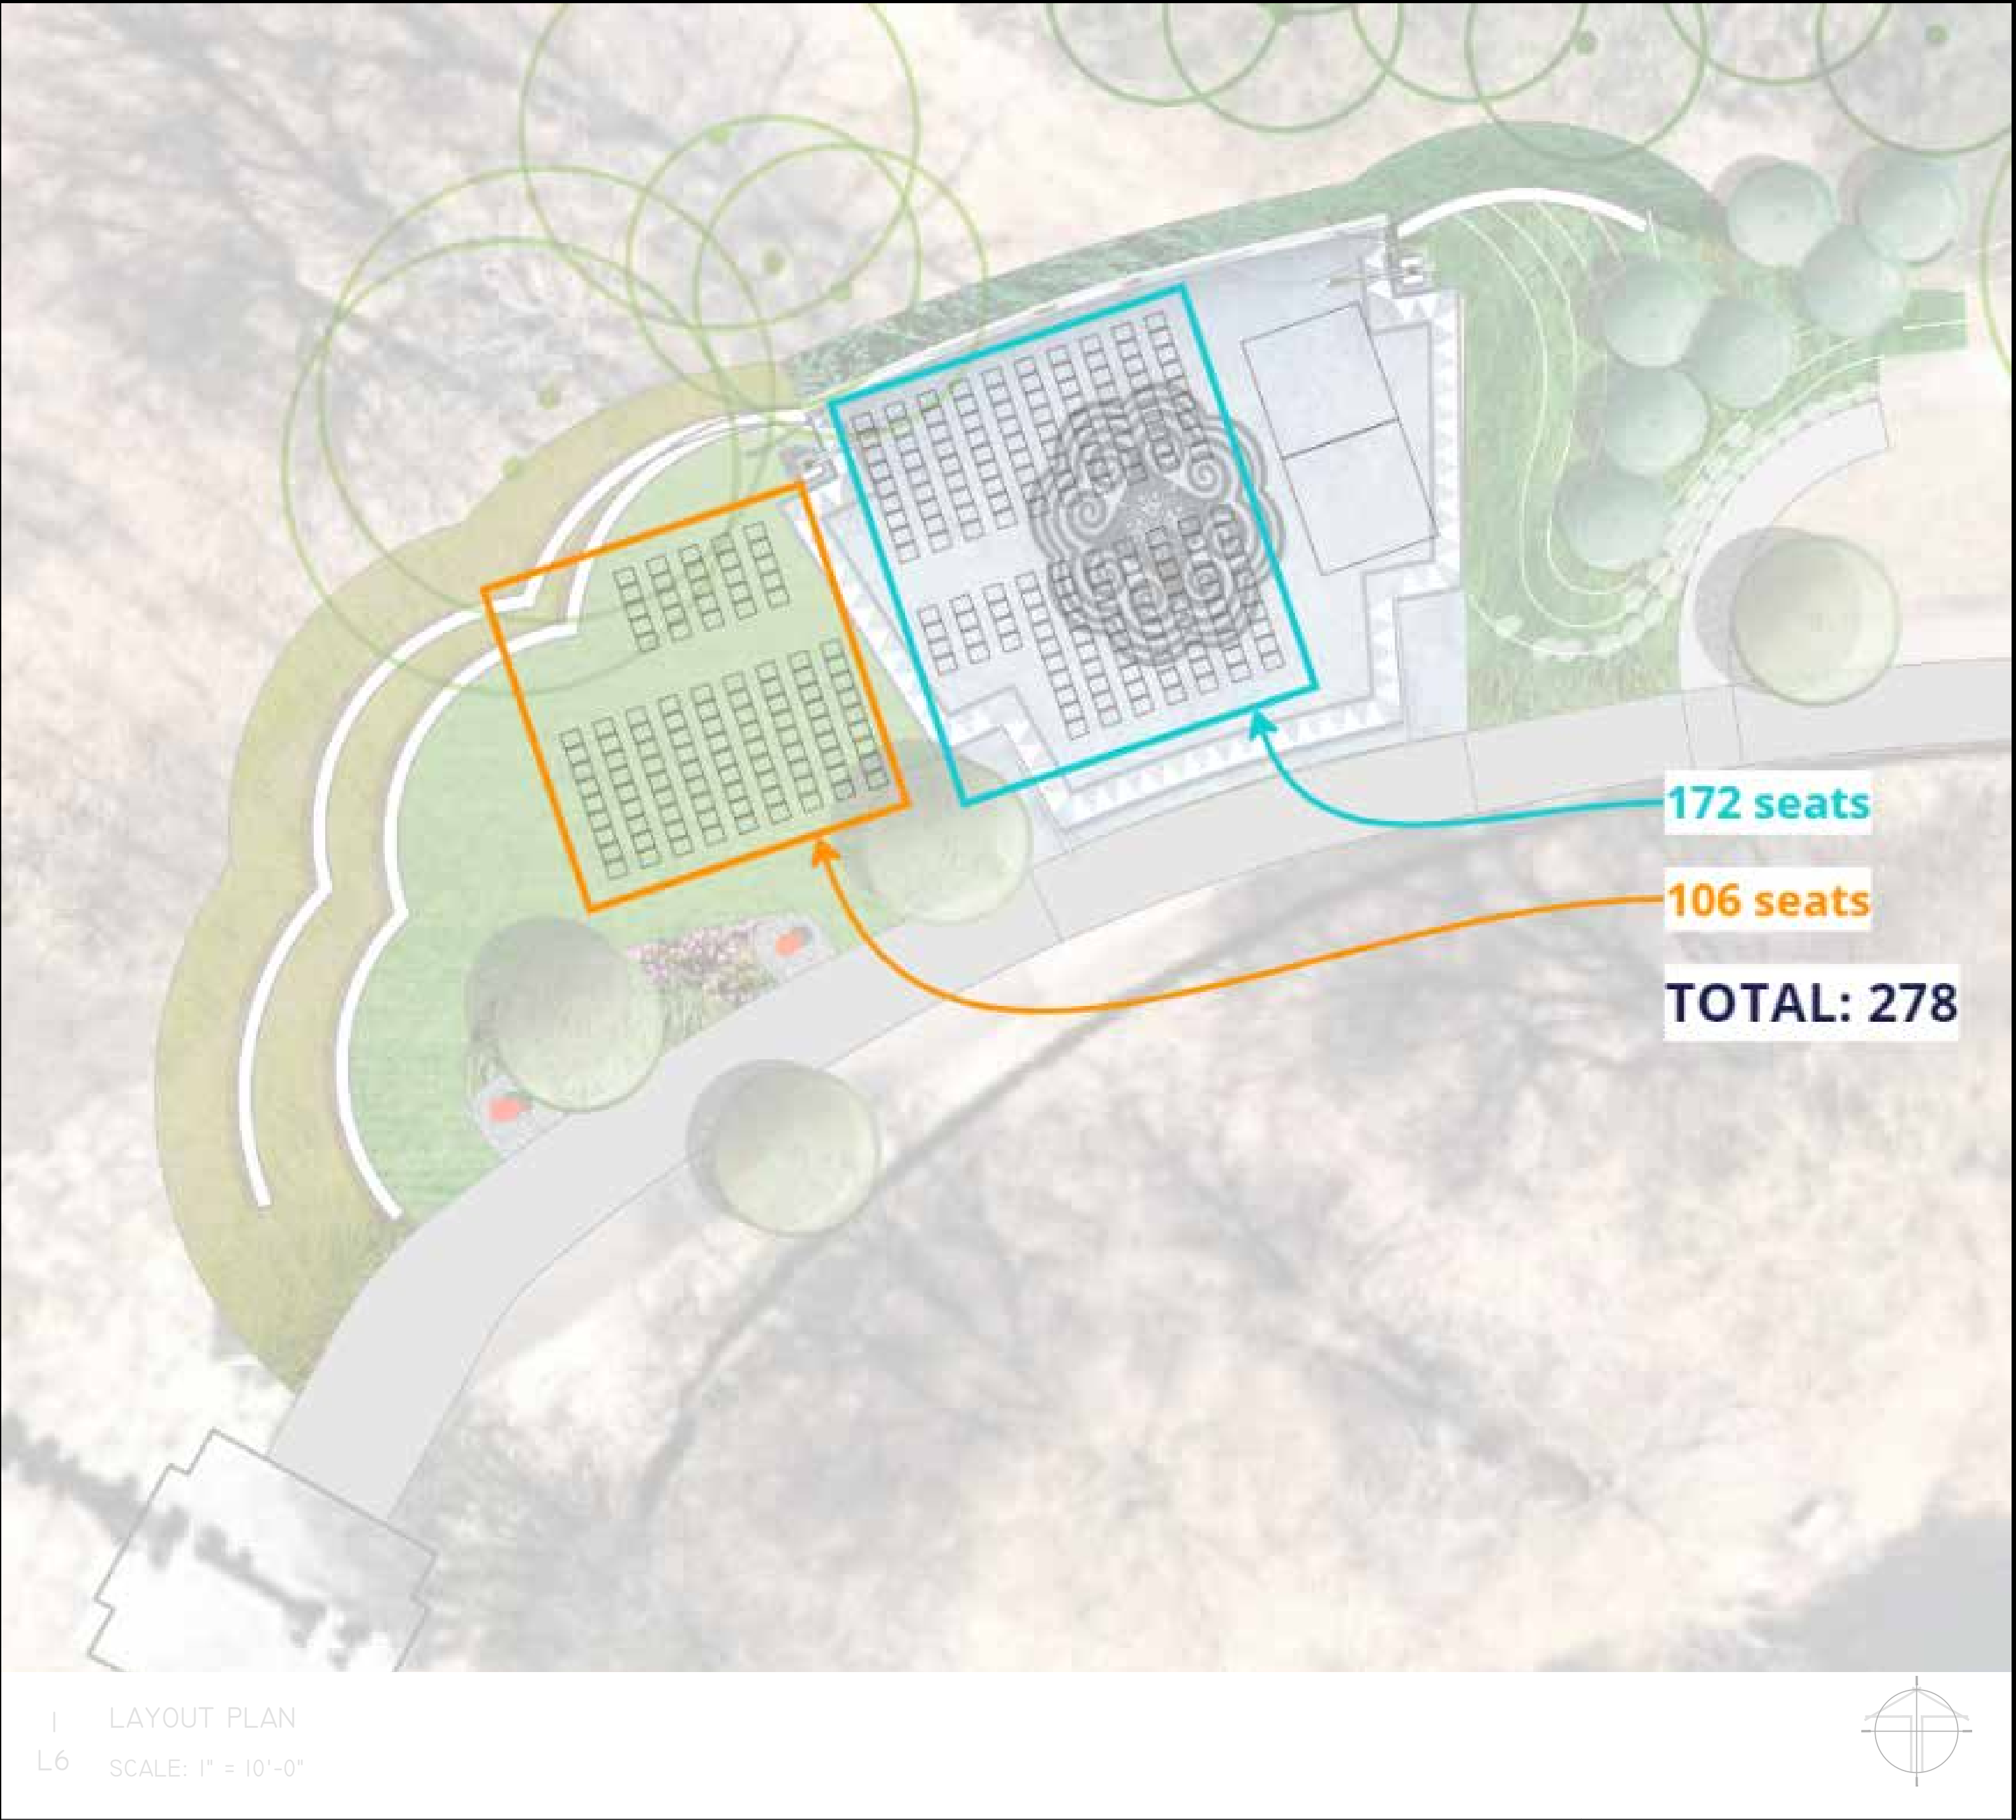 172 seats
106 seats
TOTAL: 278
1 LAYOUT PLAN
L6 SCALE: 1" = 10'-0"